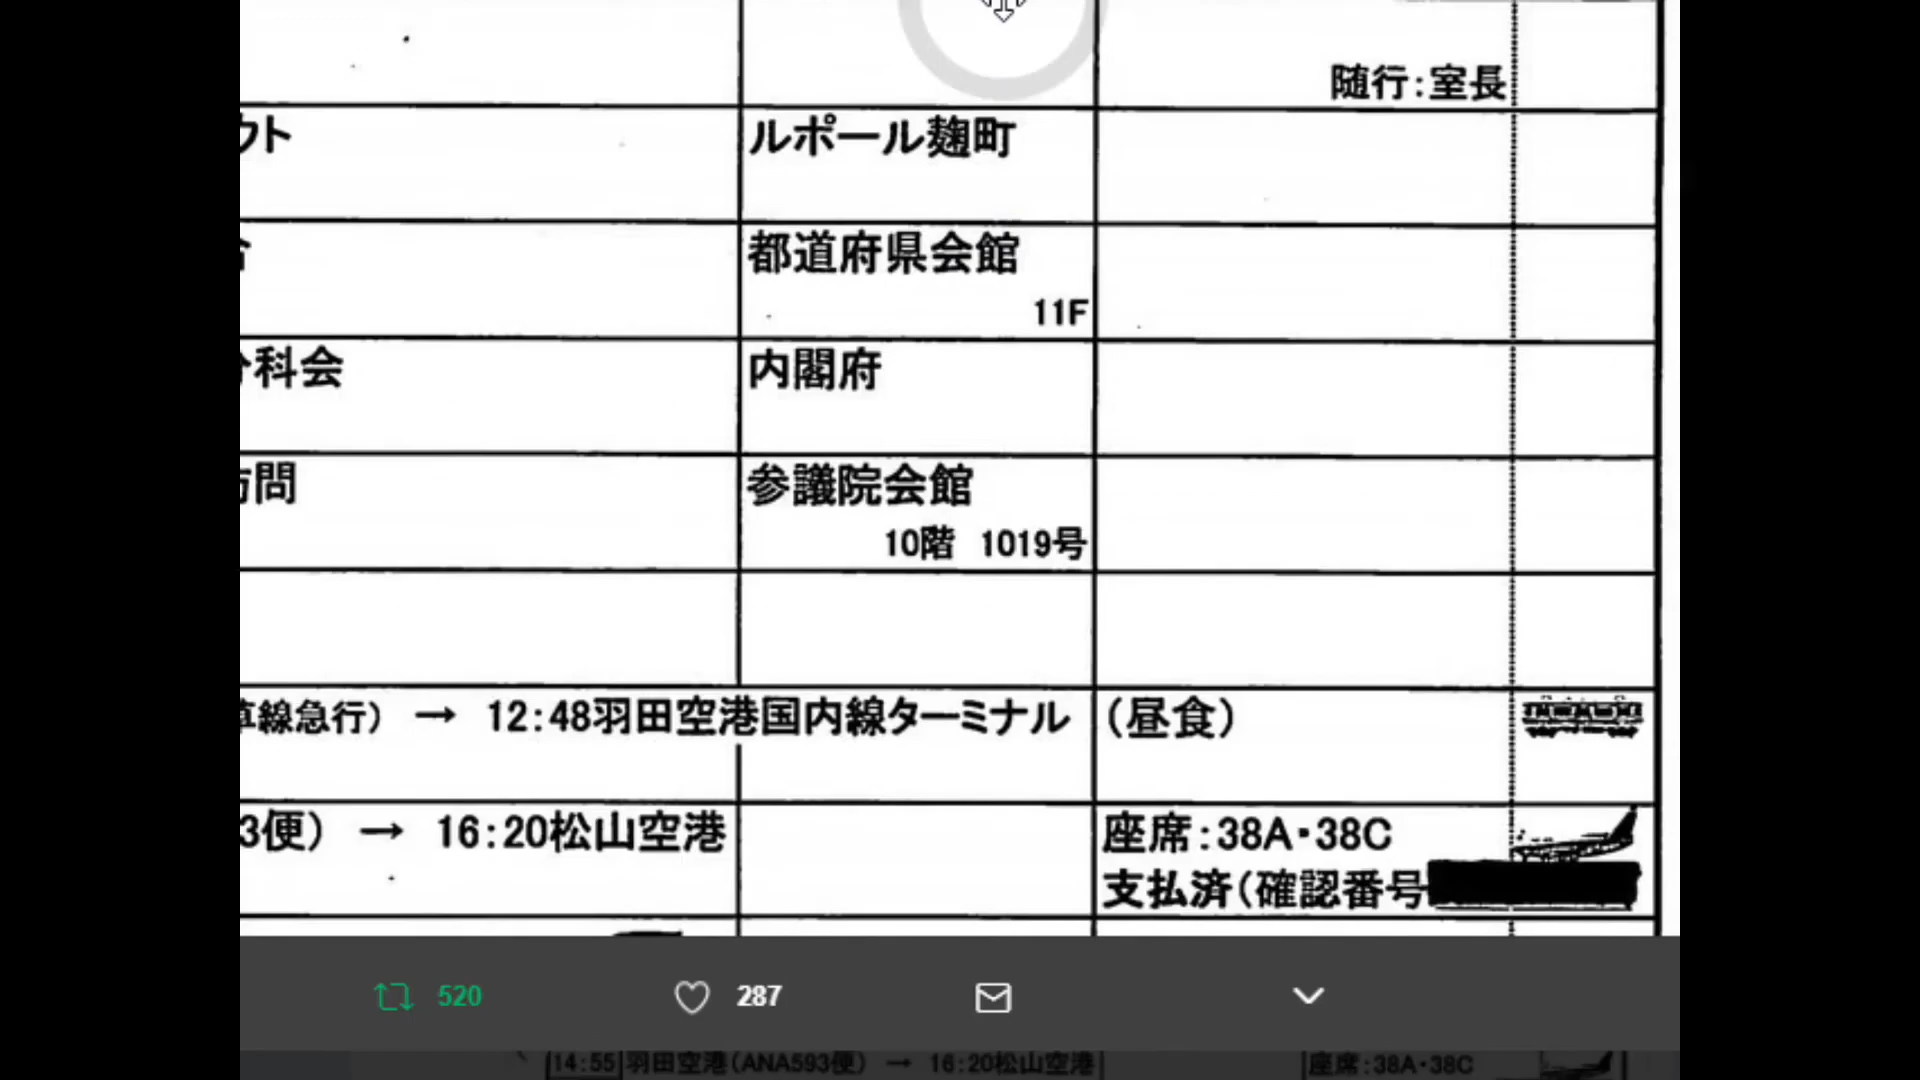 随行：室長
ウト ルポール麹町
都道府県会館
11F
分科会 内閣府
訪問 参議院会館
10階 1019号
草線急行） → 12:48羽田空港国内線ターミナル （昼食）
3便） → 16:20松山空港 座席：38A・38C
支払済（確認番号
520 287
14:55 羽田空港（ANA593便） → 16:20松山空港 座席：38A・38C